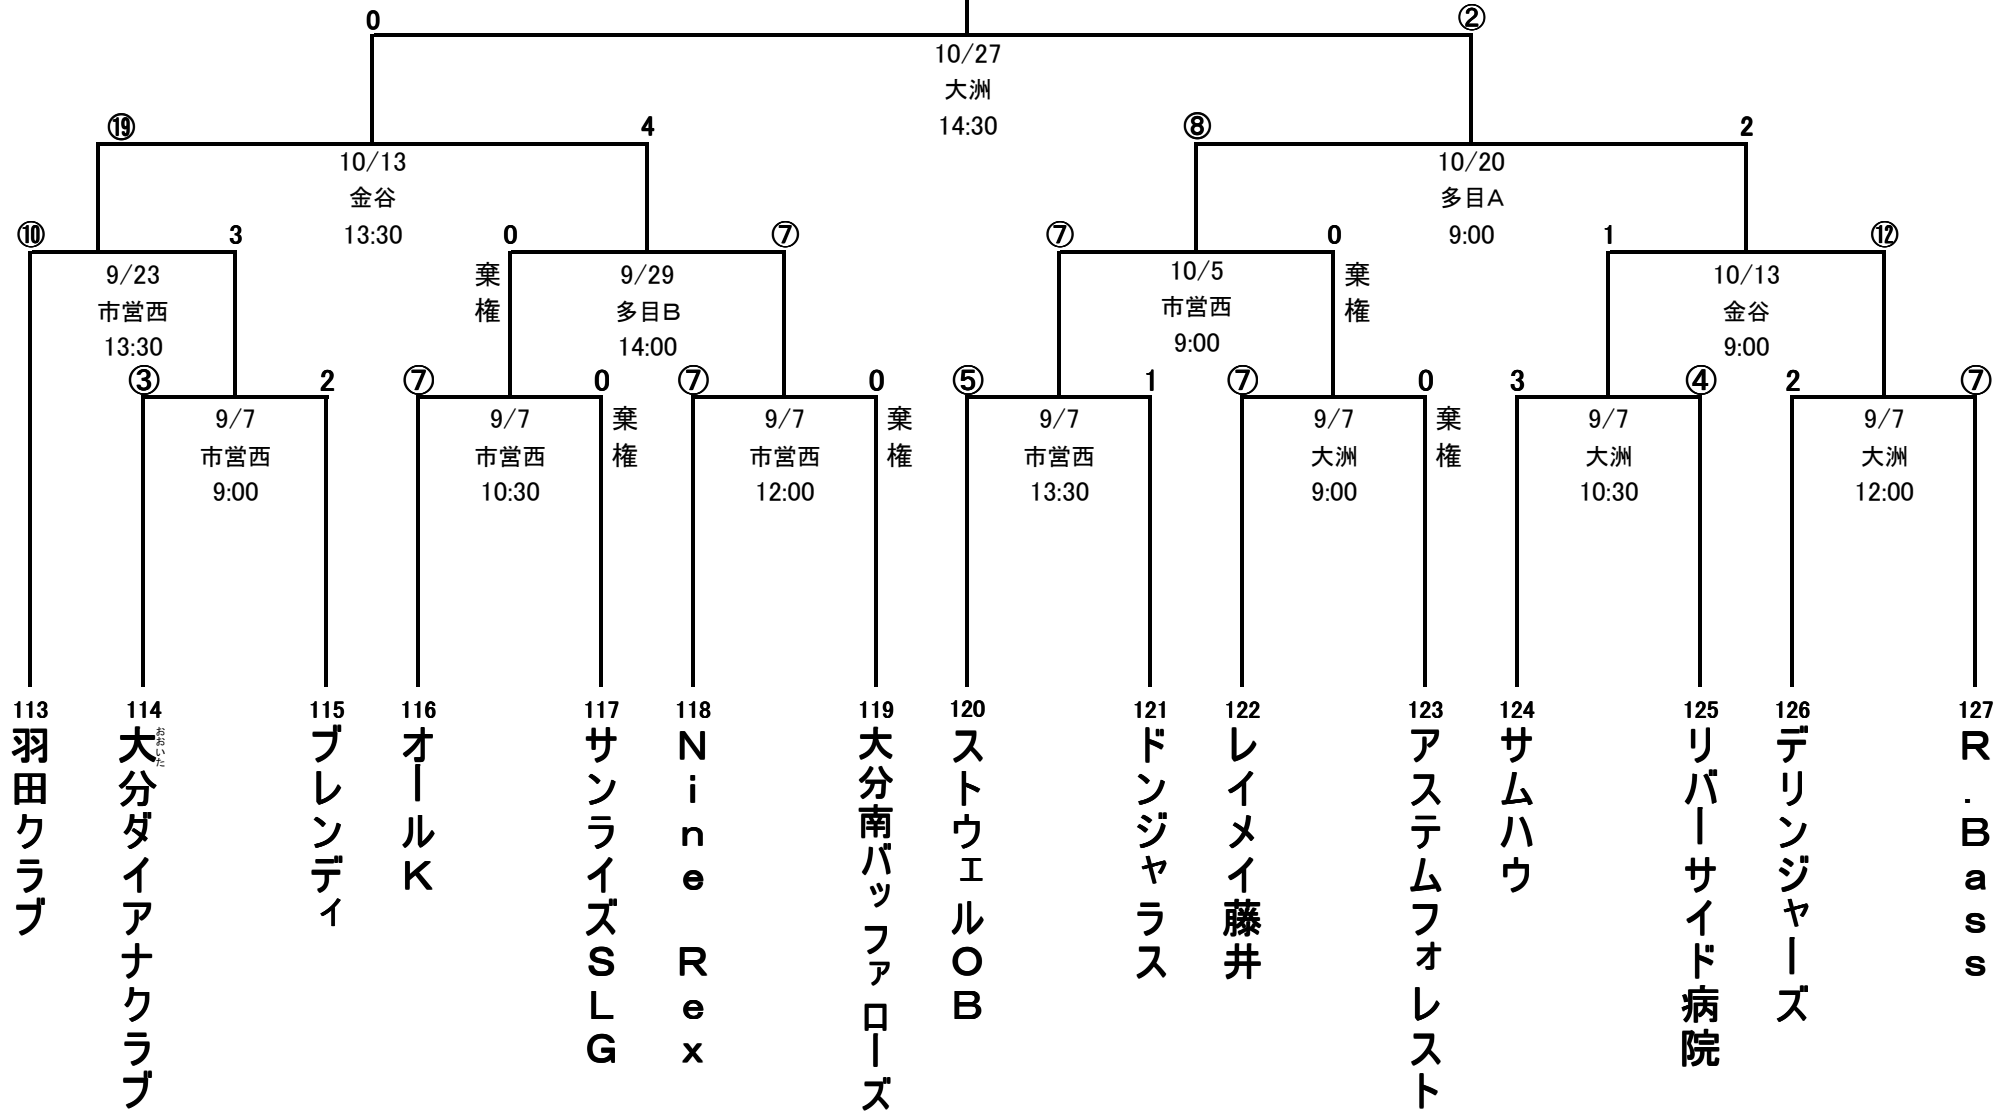 0
②
10/27
大洲
14:30
⑲
4
⑧
2
10/13
金谷
13:30
10/20
多目A
9:00
⑩
3
0
⑦
⑦
0
1
⑫
9/23
市営西
13:30
棄権
9/29
多目B
14:00
10/5
市営西
9:00
棄権
10/13
金谷
9:00
③
2
⑦
0
⑦
0
⑤
1
⑦
0
3
④
2
⑦
9/7
市営西
9:00
9/7
市営西
10:30
棄権
9/7
市営西
12:00
棄権
9/7
市営西
13:30
9/7
大洲
9:00
棄権
9/7
大洲
10:30
9/7
大洲
12:00
113
羽田クラブ
114
大分ダイアナクラブ
おおいた
115
ブレンディ
116
オールK
117
サンライズSLG
118
Nine Rex
119
大分南バッファローズ
120
ストウェルOB
121
ドンジャラス
122
レイメイ藤井
123
アステムフォレスト
124
サムハウ
125
リバーサイド病院
126
デリンジャーズ
127
R.Bass